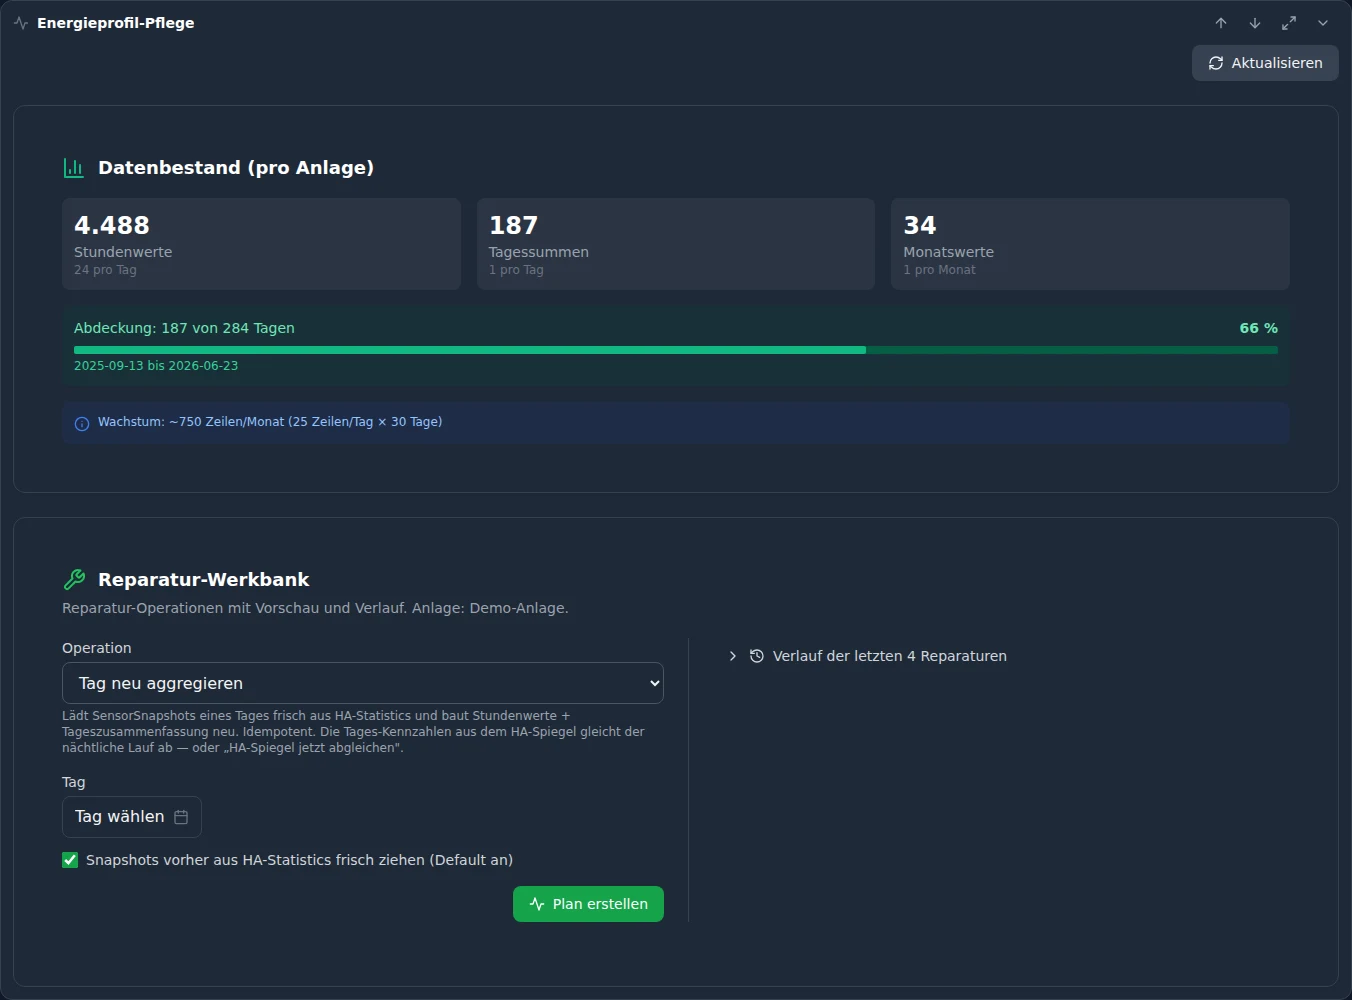 Energieprofil-Pflege
Aktualisieren
Datenbestand (pro Anlage)
4.488
Stundenwerte
24 pro Tag
187
Tagessummen
1 pro Tag
34
Monatswerte
1 pro Monat
Abdeckung: 187 von 284 Tagen
66 %
2025-09-13 bis 2026-06-23
Wachstum: ~750 Zeilen/Monat (25 Zeilen/Tag × 30 Tage)
Reparatur-Werkbank
Reparatur-Operationen mit Vorschau und Verlauf. Anlage: Demo-Anlage.
Operation
Tag neu aggregieren
Lädt SensorSnapshots eines Tages frisch aus HA-Statistics und baut Stundenwerte +
Tageszusammenfassung neu. Idempotent. Die Tages-Kennzahlen aus dem HA-Spiegel gleicht der
nächtliche Lauf ab — oder „HA-Spiegel jetzt abgleichen".
Tag
Tag wählen
Snapshots vorher aus HA-Statistics frisch ziehen (Default an)
Plan erstellen
Verlauf der letzten 4 Reparaturen